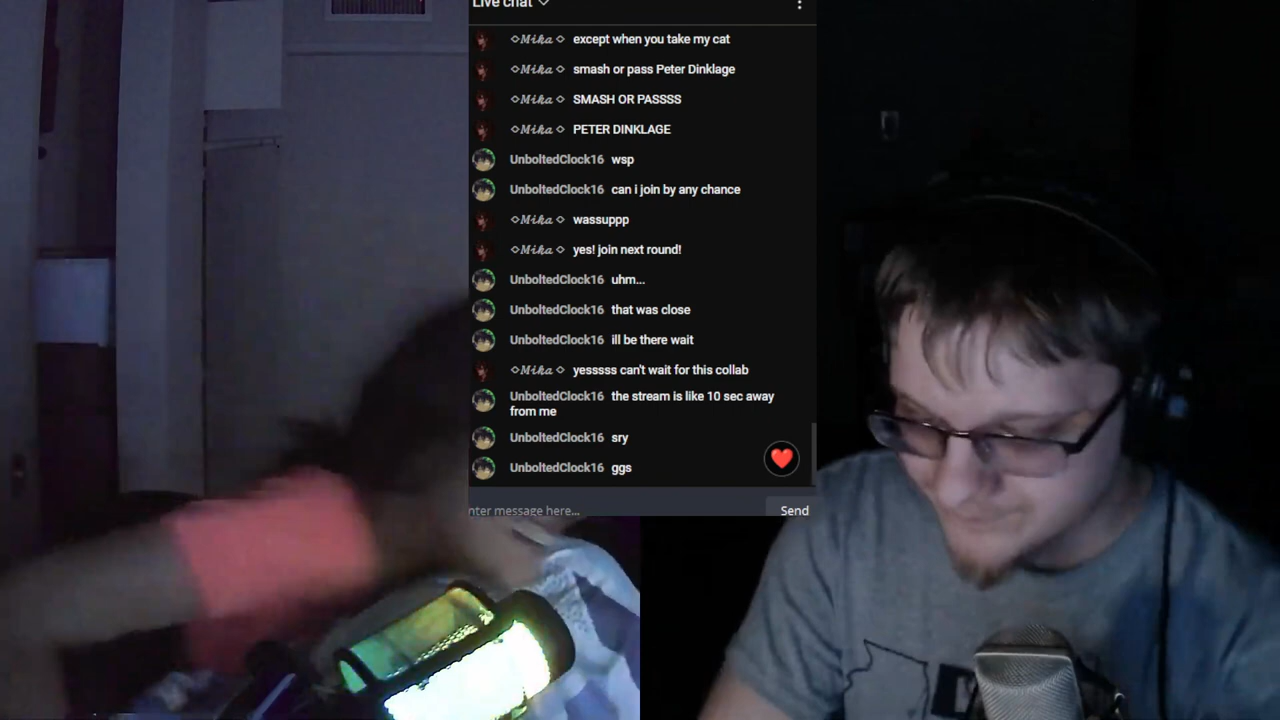 Live chat
◇𝓜𝓲𝓴𝓪◇ except when you take my cat
◇𝓜𝓲𝓴𝓪◇ smash or pass Peter Dinklage
◇𝓜𝓲𝓴𝓪◇ SMASH OR PASSSS
◇𝓜𝓲𝓴𝓪◇ PETER DINKLAGE
UnboltedClock16 wsp
UnboltedClock16 can i join by any chance
◇𝓜𝓲𝓴𝓪◇ wassuppp
◇𝓜𝓲𝓴𝓪◇ yes! join next round!
UnboltedClock16 uhm...
UnboltedClock16 that was close
UnboltedClock16 ill be there wait
◇𝓜𝓲𝓴𝓪◇ yesssss can't wait for this collab
UnboltedClock16 the stream is like 10 sec away
from me
UnboltedClock16 sry
UnboltedClock16 ggs
nter message here...
Send